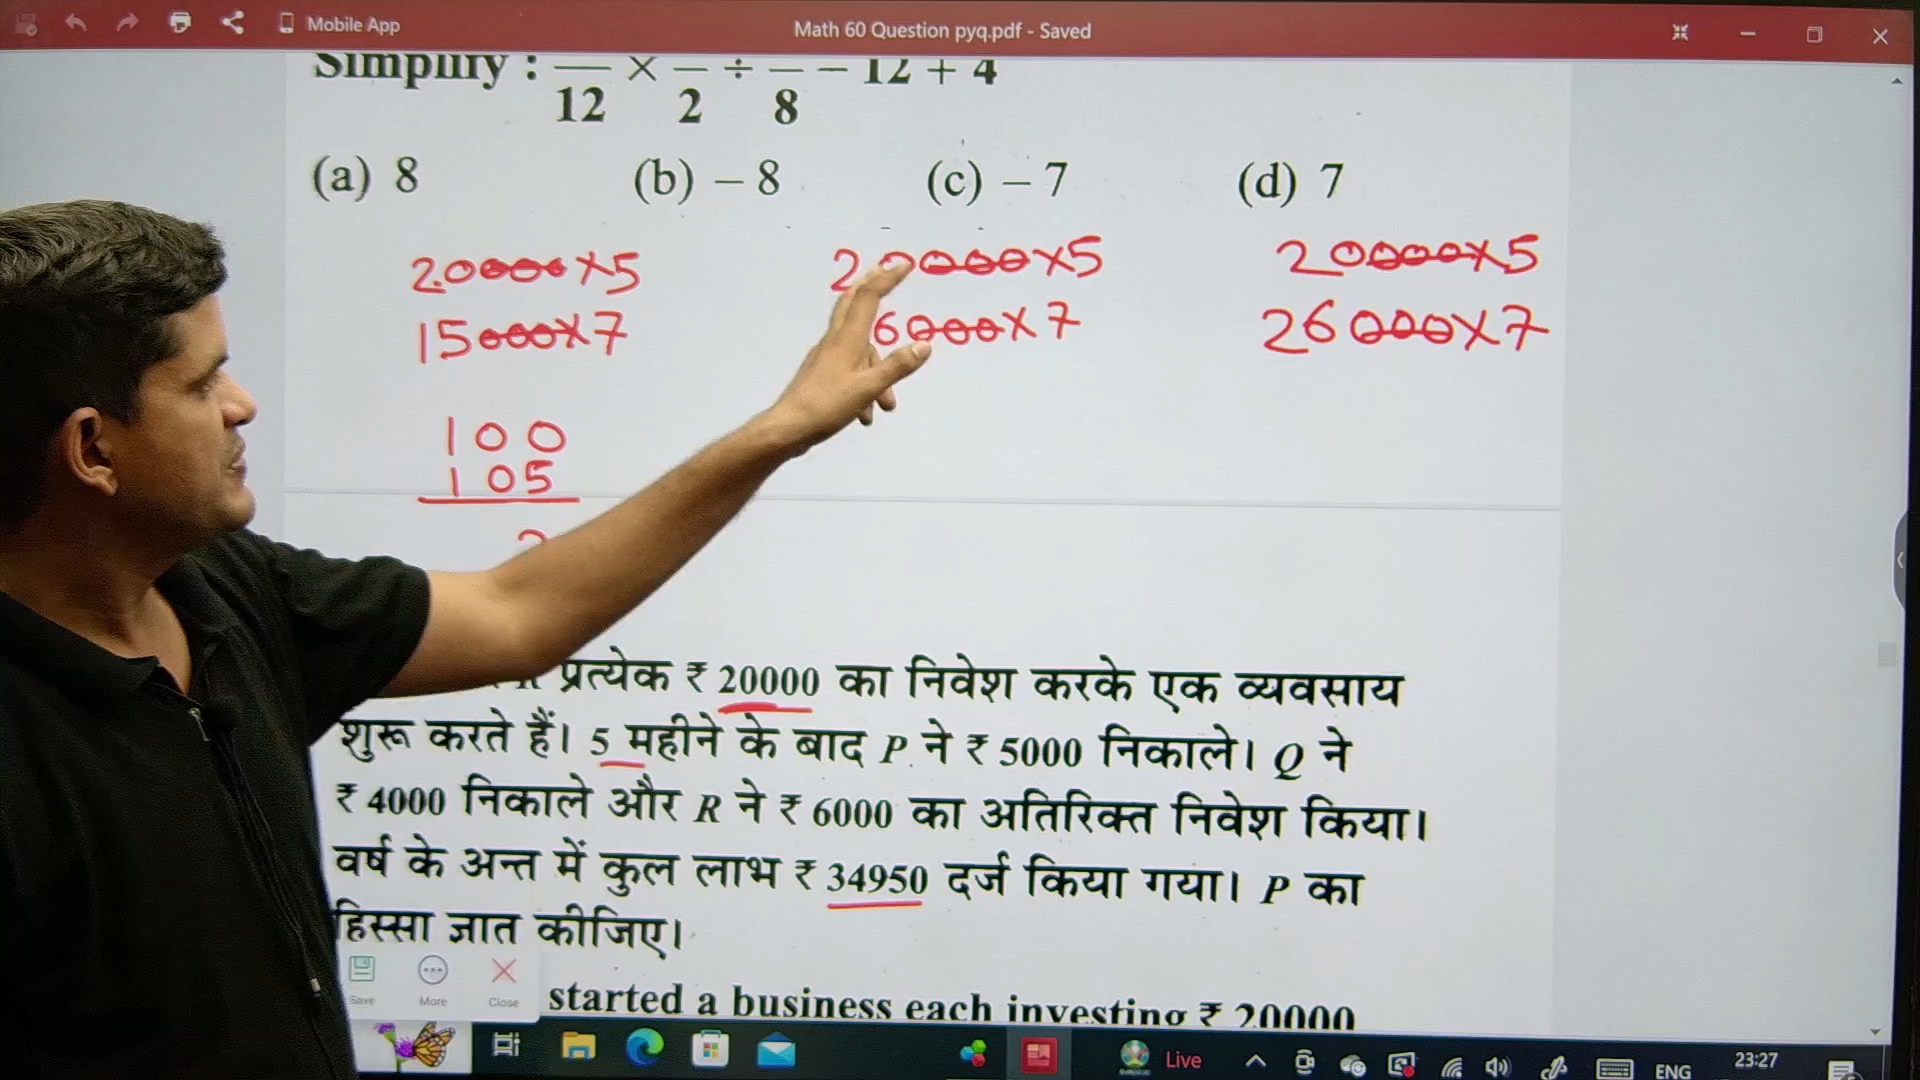 Mobile App
Math 60 Question pyq.pdf - Saved
Simplify : — × — ÷ — − 12 + 4
12 2 8
(a) 8 (b) – 8 (c) – 7 (d) 7
20000×5 20000×5 20000×5
15000×7 6000×7 26000×7
100
105
प्रत्येक ₹ 20000 का निवेश करके एक व्यवसाय
शुरू करते हैं। 5 महीने के बाद P ने ₹ 5000 निकाले। Q ने
₹ 4000 निकाले और R ने ₹ 6000 का अतिरिक्त निवेश किया।
वर्ष के अन्त में कुल लाभ ₹ 34950 दर्ज किया गया। P का
हिस्सा ज्ञात कीजिए।
Save More Close
started a business each investing ₹ 20000
Live ENG 23:27